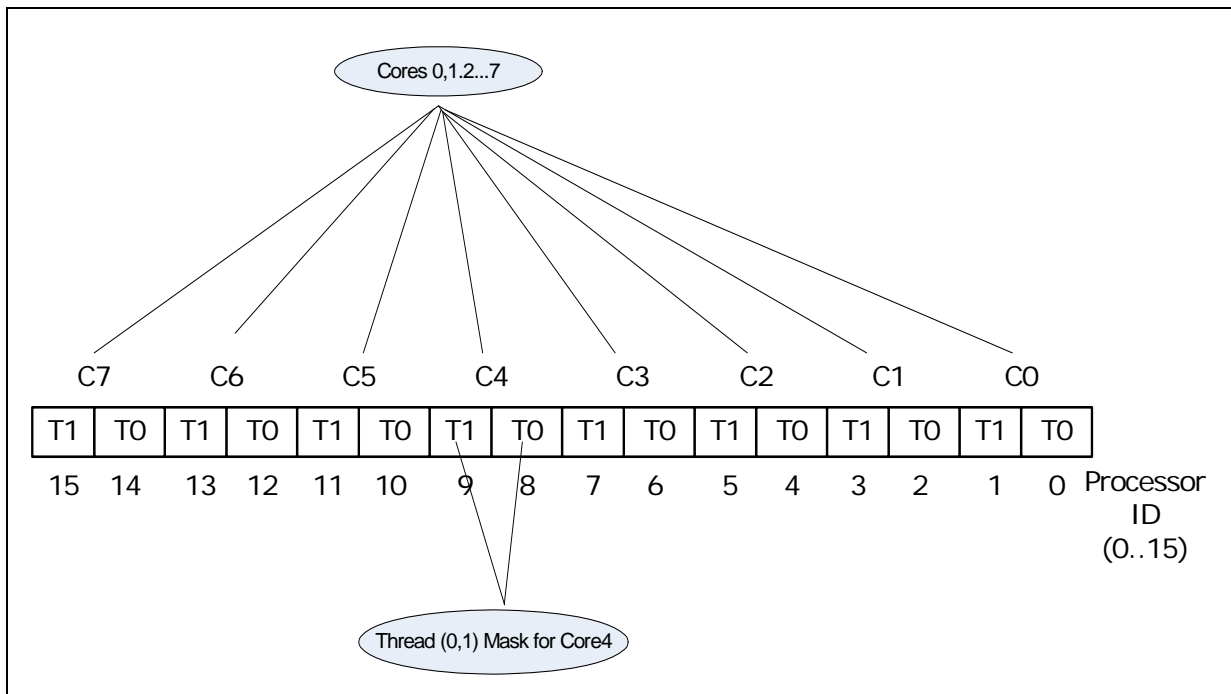 Cores 0,1.2...7
C7 C6 C5 C4 C3 C2 C1 C0
T1 T0 T1 T0 T1 T0 T1 T0 T1 T0 T1 T0 T1 T0 T1 T0
15 14 13 12 11 10 9 8 7 6 5 4 3 2 1 0 Processor
ID
(0..15)
Thread (0,1) Mask for Core4